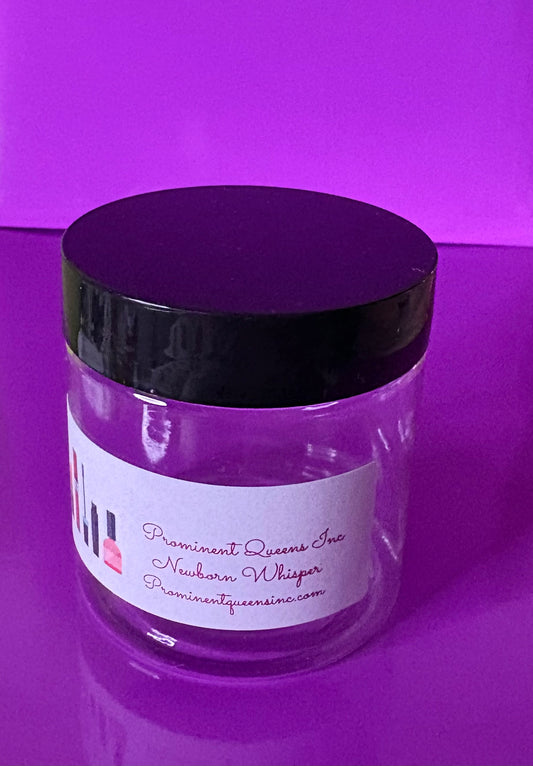 Prominent Queens Inc
Newborn Whisper
Prominentqueensinc.com